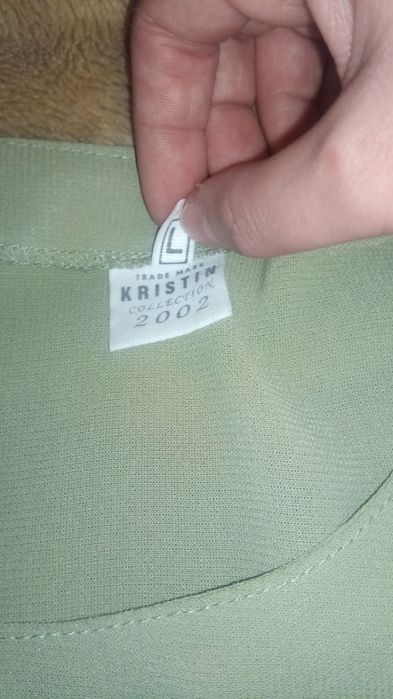 L
TRADE MARK
KRISTIN
COLLECTION
2002